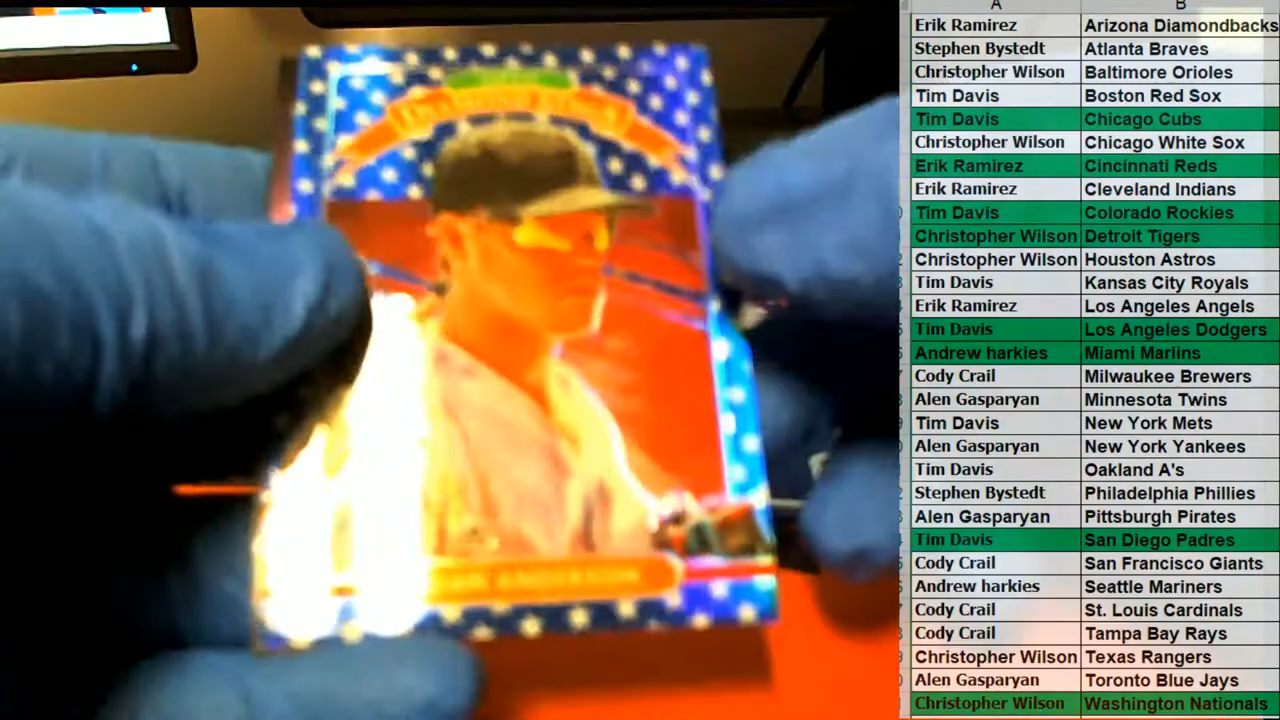 DIAMOND KINGS
ANDERSON
A B
Erik Ramirez Arizona Diamondbacks
Stephen Bystedt Atlanta Braves
Christopher Wilson Baltimore Orioles
Tim Davis Boston Red Sox
Tim Davis Chicago Cubs
Christopher Wilson Chicago White Sox
Erik Ramirez Cincinnati Reds
Erik Ramirez Cleveland Indians
Tim Davis Colorado Rockies
Christopher Wilson Detroit Tigers
Christopher Wilson Houston Astros
Tim Davis Kansas City Royals
Erik Ramirez Los Angeles Angels
Tim Davis Los Angeles Dodgers
Andrew harkies Miami Marlins
Cody Crail Milwaukee Brewers
Alen Gasparyan Minnesota Twins
Tim Davis New York Mets
Alen Gasparyan New York Yankees
Tim Davis Oakland A's
Stephen Bystedt Philadelphia Phillies
Alen Gasparyan Pittsburgh Pirates
Tim Davis San Diego Padres
Cody Crail San Francisco Giants
Andrew harkies Seattle Mariners
Cody Crail St. Louis Cardinals
Cody Crail Tampa Bay Rays
Christopher Wilson Texas Rangers
Alen Gasparyan Toronto Blue Jays
Christopher Wilson Washington Nationals